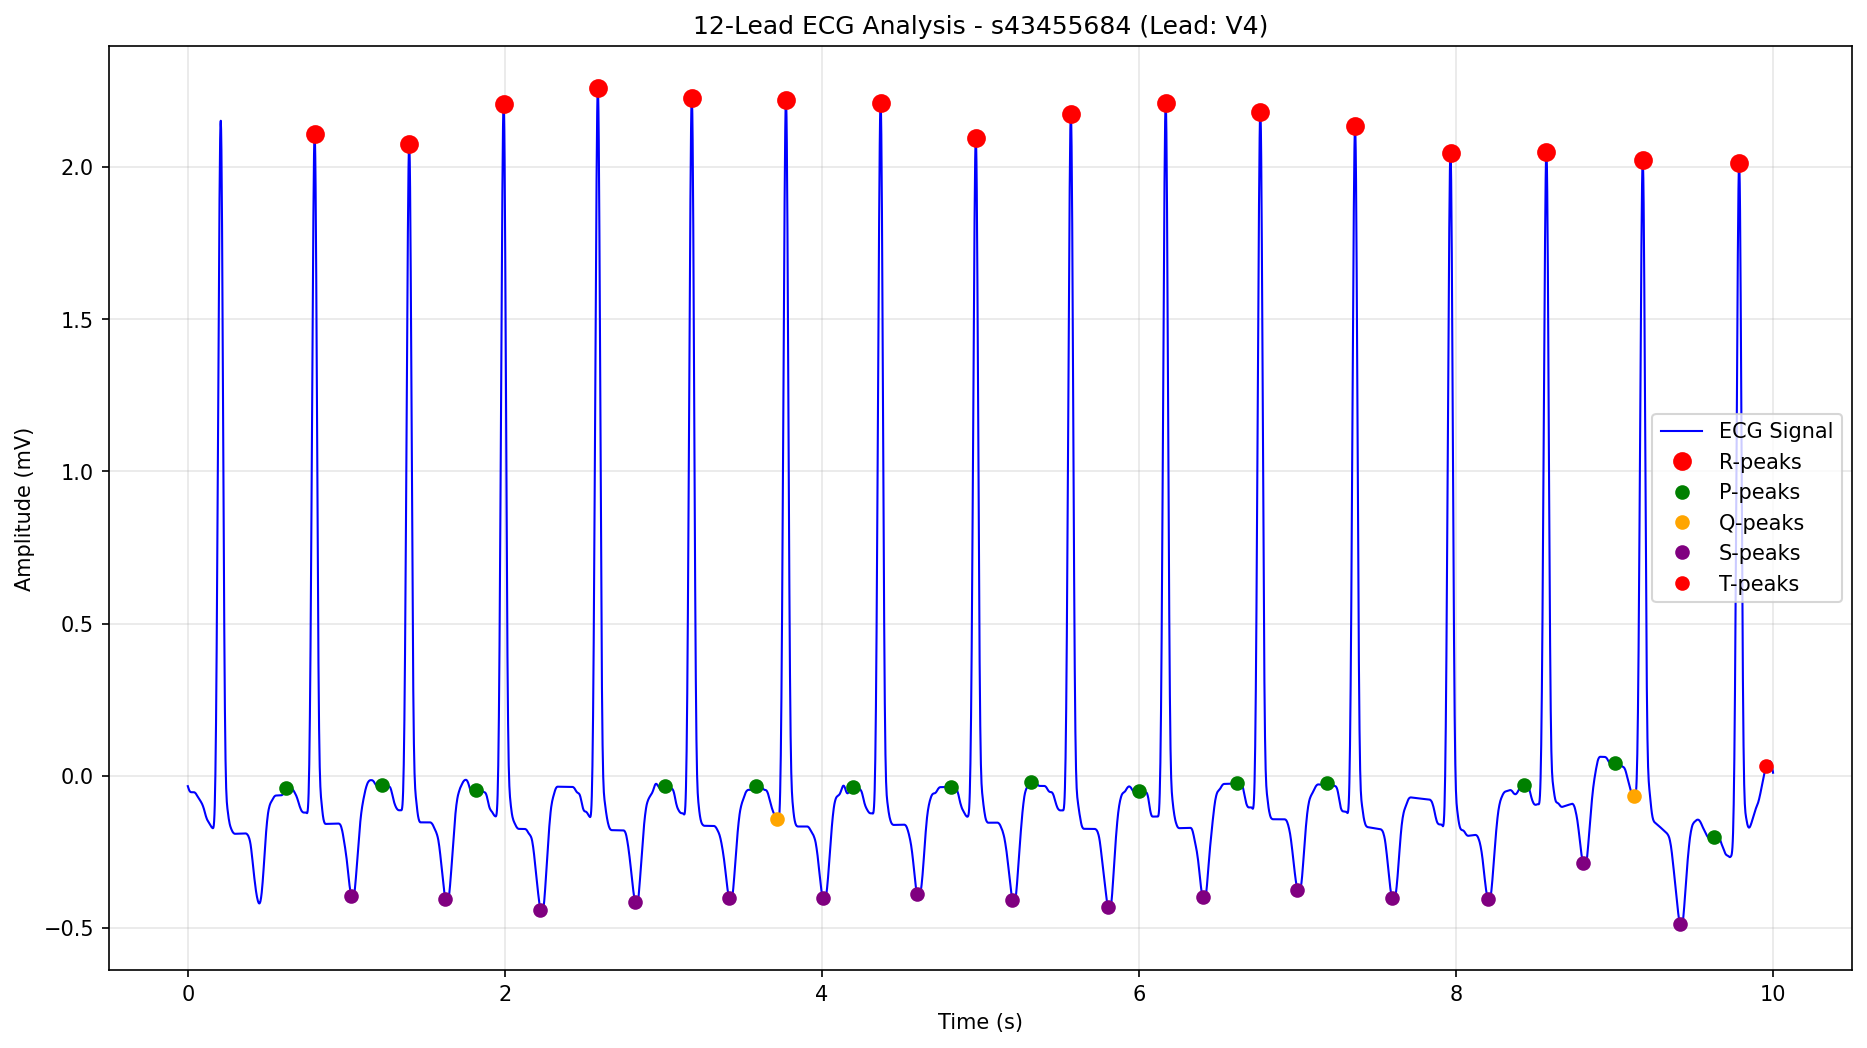 12-Lead ECG Analysis - s43455684 (Lead: V4)
Amplitude (mV)
2.0
1.5
1.0
0.5
0.0
−0.5
ECG Signal
R-peaks
P-peaks
Q-peaks
S-peaks
T-peaks
0 2 4 6 8 10
Time (s)